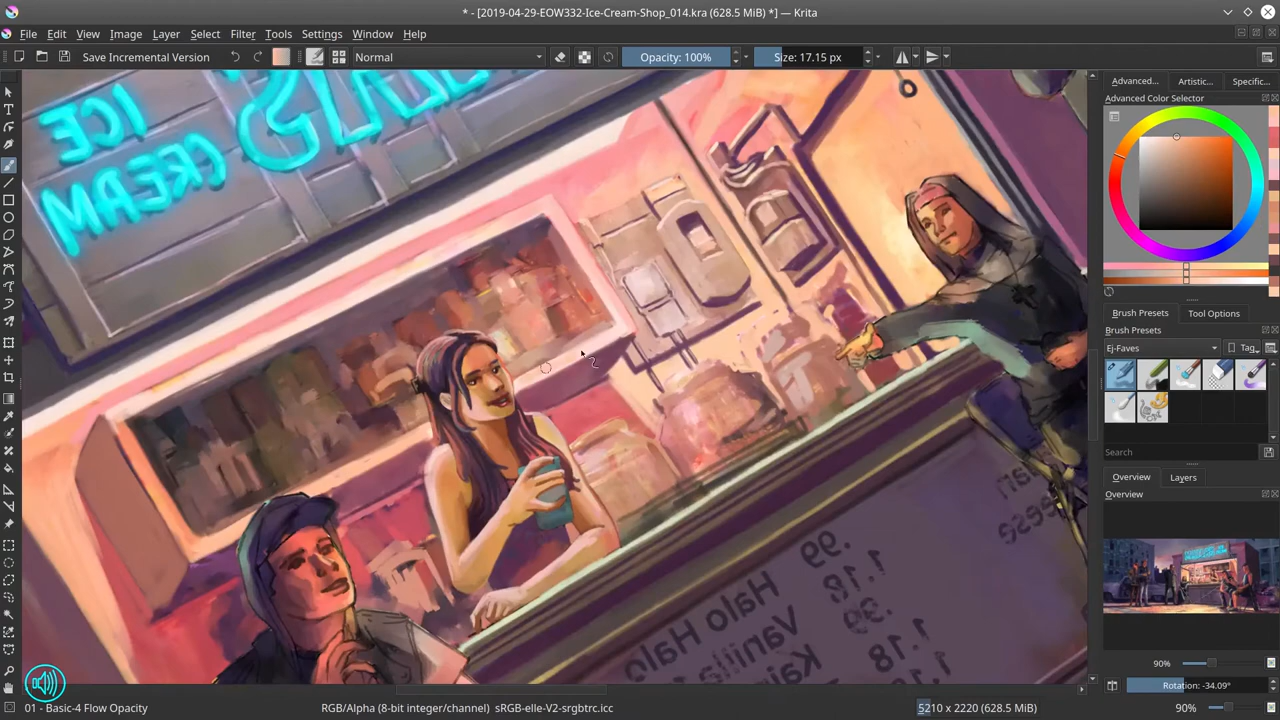 * - [2019-04-29-EOW332-Ice-Cream-Shop_014.kra (628.5 MiB) *] — Krita
File Edit View Image Layer Select Filter Tools Settings Window Help
Save Incremental Version Normal Opacity: 100% Size: 17.15 px
Advanced... Artistic... Specific...
Advanced Color Selector
Brush Presets Tool Options
Brush Presets
Ej-Faves Tag
Search
Overview Layers
Overview
90%
Rotation: -34.09°
ICE
CREAM
.99 Halo Halo
1.18 Vanilla
.39
1.18
01 - Basic-4 Flow Opacity RGB/Alpha (8-bit integer/channel) sRGB-elle-V2-srgbtrc.icc 5210 x 2220 (628.5 MiB) 90%